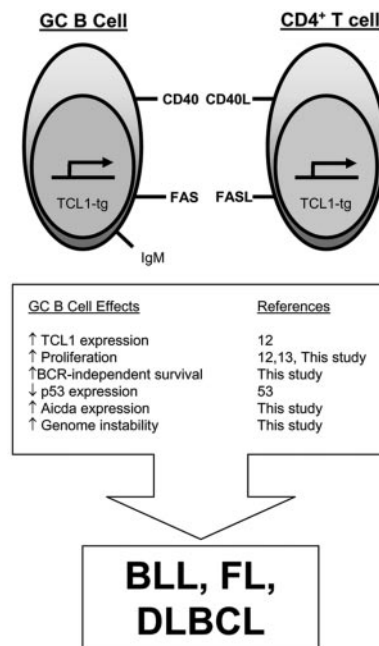 GC B Cell
CD4+ T cell
CD40 CD40L
FAS FASL
TCL1-tg
TCL1-tg
IgM
GC B Cell Effects References
↑ TCL1 expression 12
↑ Proliferation 12,13, This study
↑BCR-independent survival This study
↓ p53 expression 53
↑ Aicda expression This study
↑ Genome instability This study
BLL, FL,
DLBCL